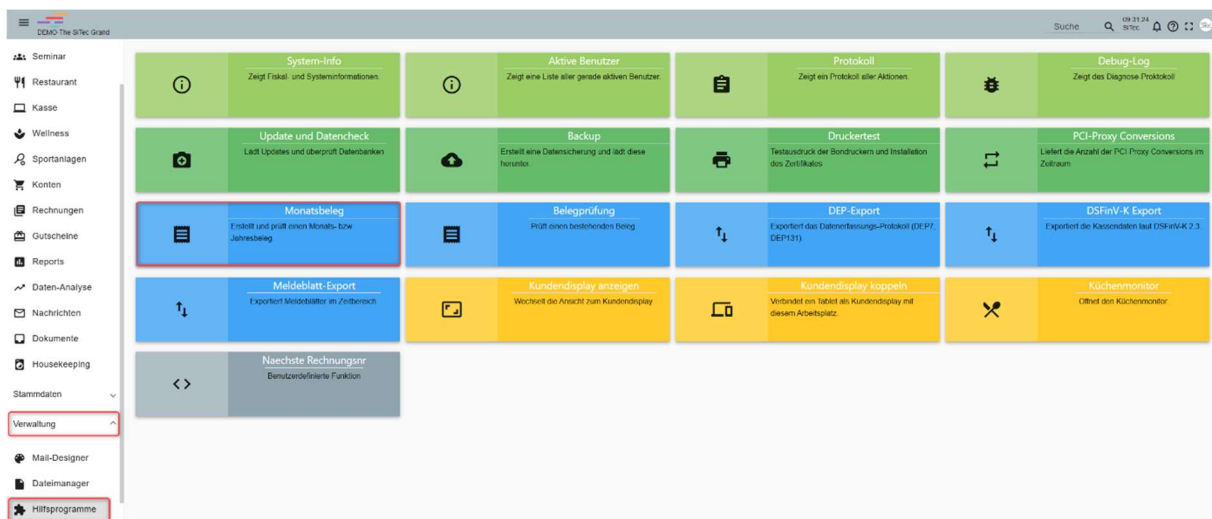 DEMO The SiTec Grand
Suche
09:31:24
SiTec
Seminar
Restaurant
Kasse
Wellness
Sportanlagen
Konten
Rechnungen
Gutscheine
Reports
Daten-Analyse
Nachrichten
Dokumente
Housekeeping
Stammdaten
Verwaltung
Mail-Designer
Dateimanager
Hilfsprogramme
System-Info
Zeigt Fiskal- und Systeminformationen.
Aktive Benutzer
Zeigt eine Liste aller gerade aktiven Benutzer.
Protokoll
Zeigt ein Protokoll aller Aktionen.
Debug-Log
Zeigt das Diagnose Proktokoll
Update und Datencheck
Lädt Updates und überprüft Datenbanken
Backup
Erstellt eine Datensicherung und lädt diese
herunter.
Druckertest
Testausdruck der Bondruckern und Installation
des Zertifikates
PCI-Proxy Conversions
Liefert die Anzahl der PCI Proxy Conversions im
Zeitraum
Monatsbeleg
Erstellt und prüft einen Monats- bzw
Jahresbeleg.
Belegprüfung
Prüft einen bestehenden Beleg
DEP-Export
Exportiert das Datenerfassungs-Protokoll (DEP7,
DEP131).
DSFinV-K Export
Exportiert die Kassendaten laut DSFinV-K 2.3.
Meldeblatt-Export
Exportiert Meldeblätter im Zeitbereich
Kundendisplay anzeigen
Wechselt die Ansicht zum Kundendisplay
Kundendisplay koppeln
Verbindet ein Tablet als Kundendisplay mit
diesem Arbeitsplatz.
Küchenmonitor
Öffnet den Küchenmonitor
Naechste Rechnungsnr
Benutzerdefinierte Funktion